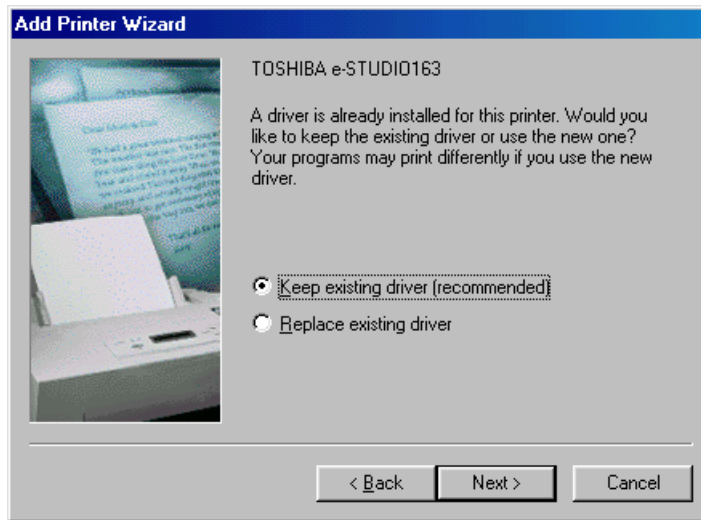 Add Printer Wizard
TOSHIBA e-STUDIO163
A driver is already installed for this printer. Would you
like to keep the existing driver or use the new one?
Your programs may print differently if you use the new
driver.
Keep existing driver (recommended)
Replace existing driver
< Back
Next >
Cancel